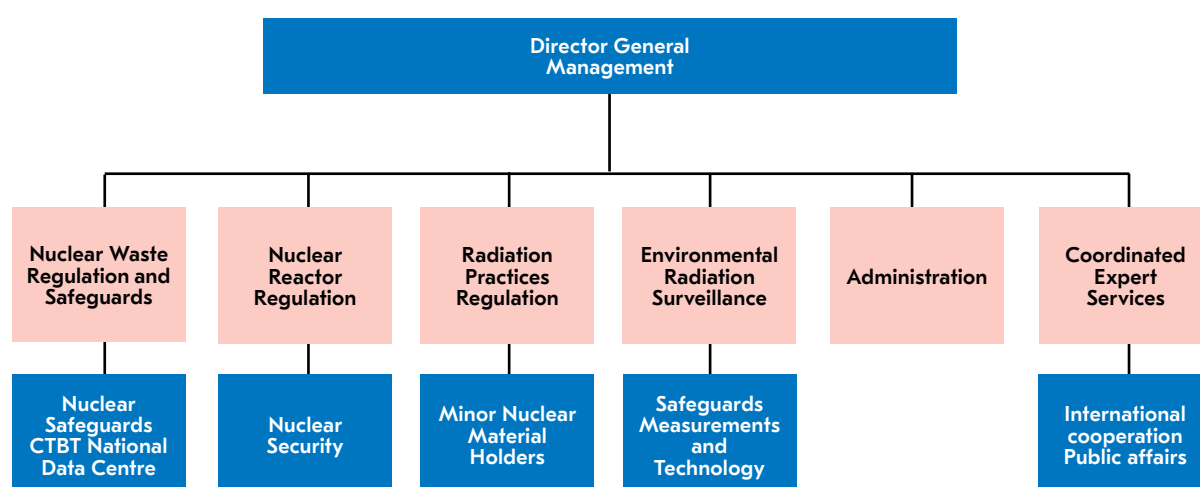 Director General
Management
Nuclear Waste
Regulation and
Safeguards
Nuclear
Reactor
Regulation
Radiation
Practices
Regulation
Environmental
Radiation
Surveillance
Administration
Coordinated
Expert
Services
Nuclear
Safeguards
CTBT National
Data Centre
Nuclear
Security
Minor Nuclear
Material
Holders
Safeguards
Measurements
and
Technology
International
cooperation
Public affairs